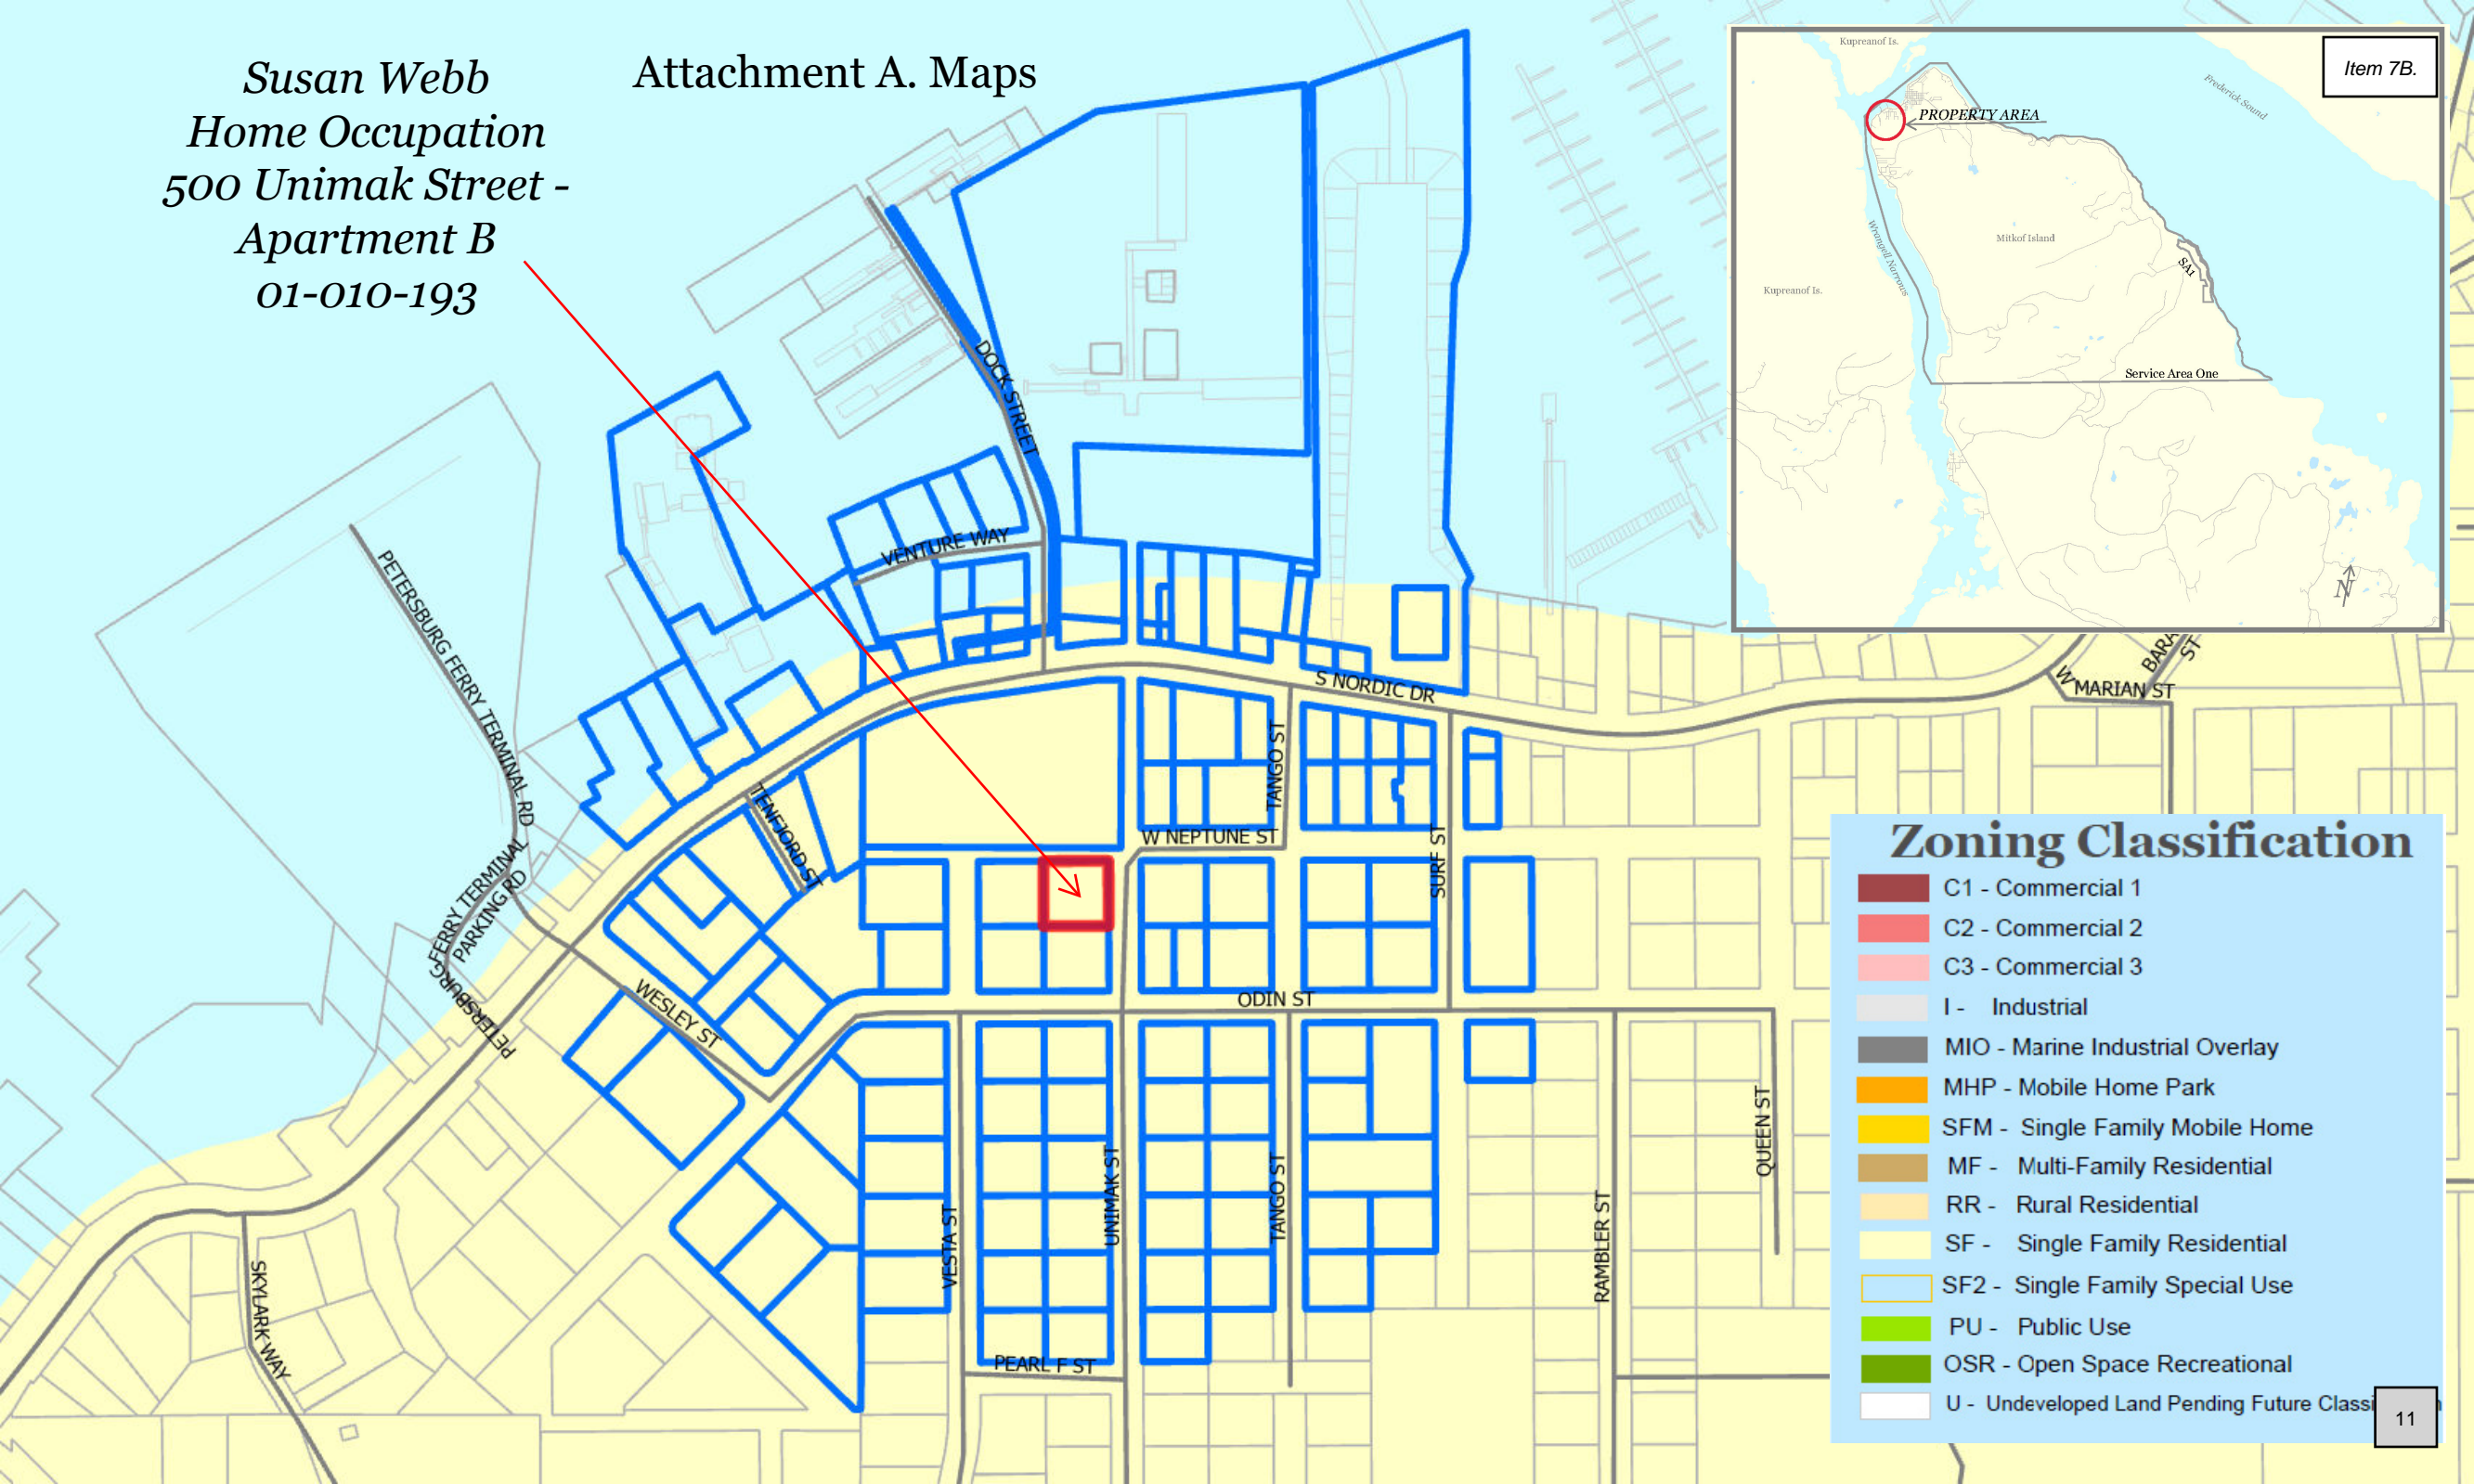 Susan Webb
Home Occupation
500 Unimak Street -
Apartment B
01-010-193
Attachment A. Maps
Item 7B.
Kupreanof Is.
Frederick Sound
PROPERTY AREA
Wrangell Narrows
Mitkof Island
SA1
Kupreanof Is.
Service Area One
N
DOCK STREET
VENTURE WAY
PETERSBURG FERRY TERMINAL RD
S NORDIC DR
W MARIAN ST
BARA
ST
TANGO ST
TENFJORD ST
W NEPTUNE ST
SURF ST
PETERSBURG FERRY TERMINAL
PARKING RD
WESLEY ST
ODIN ST
QUEEN ST
UNIMAK ST
TANGO ST
VESTA ST
RAMBLER ST
SKYLARK WAY
PEARL F ST
Zoning Classification
C1 - Commercial 1
C2 - Commercial 2
C3 - Commercial 3
I - Industrial
MIO - Marine Industrial Overlay
MHP - Mobile Home Park
SFM - Single Family Mobile Home
MF - Multi-Family Residential
RR - Rural Residential
SF - Single Family Residential
SF2 - Single Family Special Use
PU - Public Use
OSR - Open Space Recreational
U - Undeveloped Land Pending Future Classi
11